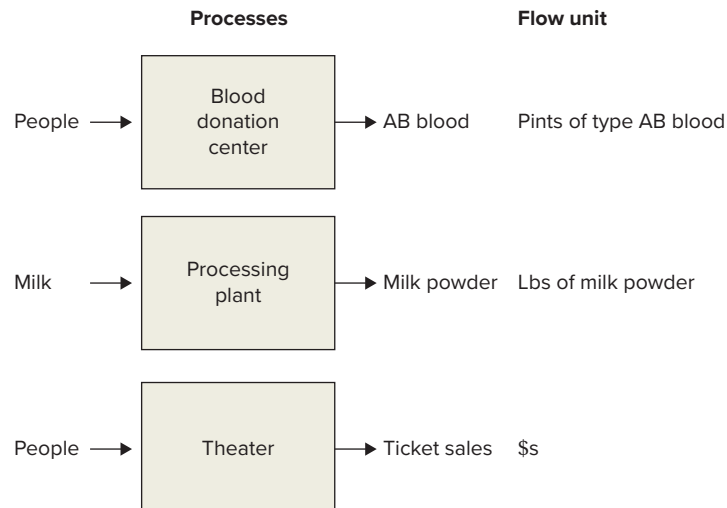 Processes Flow unit
People
Blood
donation
center
AB blood
Pints of type AB blood
Milk
Processing
plant
Milk powder
Lbs of milk powder
People
Theater
Ticket sales
$s